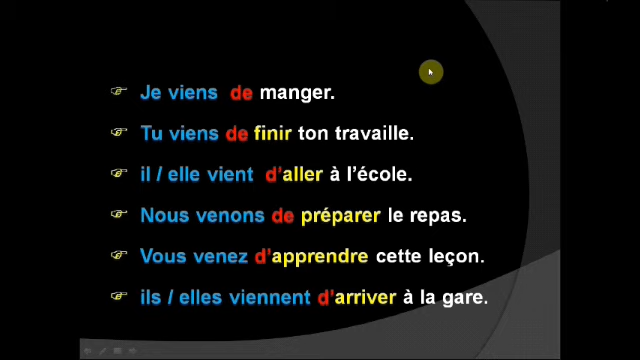 Je viens de manger.
Tu viens de finir ton travaille.
il / elle vient d'aller à l'école.
Nous venons de préparer le repas.
Vous venez d'apprendre cette leçon.
ils / elles viennent d'arriver à la gare.